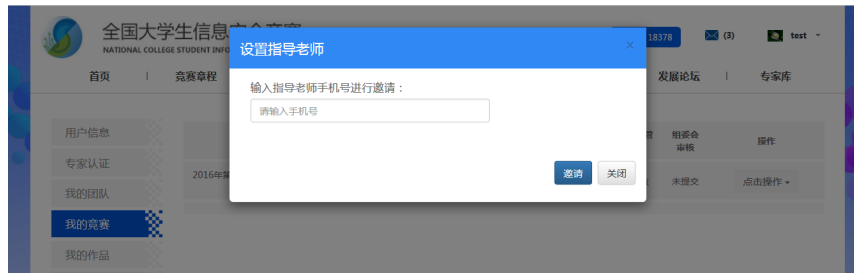 全国大学生信息安全竞赛
NATIONAL COLLEGE STUDENT INFO
18378
(3)
test
首页
竞赛章程
发展论坛
专家库
设置指导老师
×
输入指导老师手机号进行邀请：
请输入手机号
邀请
关闭
用户信息
专家认证
我的团队
我的竞赛
我的作品
组委会
审核
操作
2016年第
未提交
点击操作